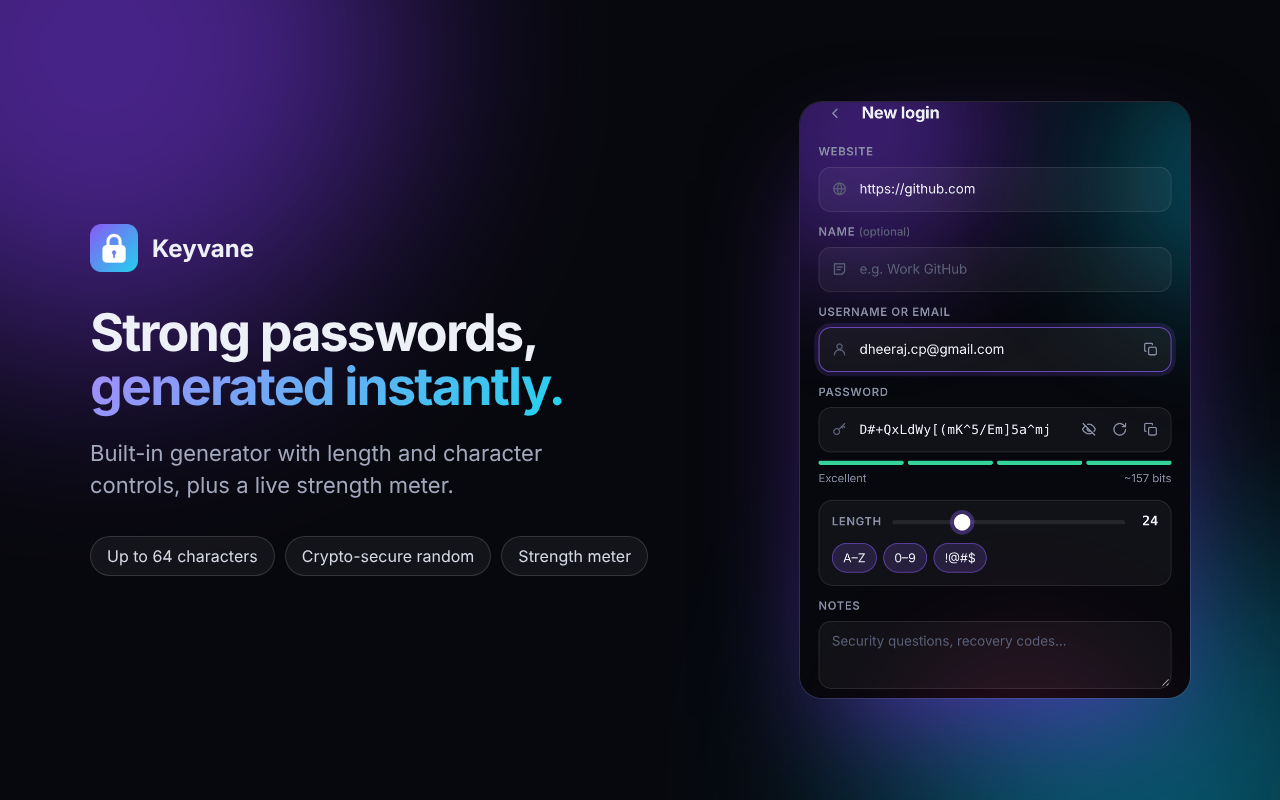 Keyvane
Strong passwords,
generated instantly.
Built-in generator with length and character
controls, plus a live strength meter.
Up to 64 characters
Crypto-secure random
Strength meter
New login
WEBSITE
https://github.com
NAME (optional)
e.g. Work GitHub
USERNAME OR EMAIL
dheeraj.cp@gmail.com
PASSWORD
D#+QxLdWy[(mK^5/Em]5a^mj
Excellent
~157 bits
LENGTH
24
A–Z
0–9
!@#$
NOTES
Security questions, recovery codes...